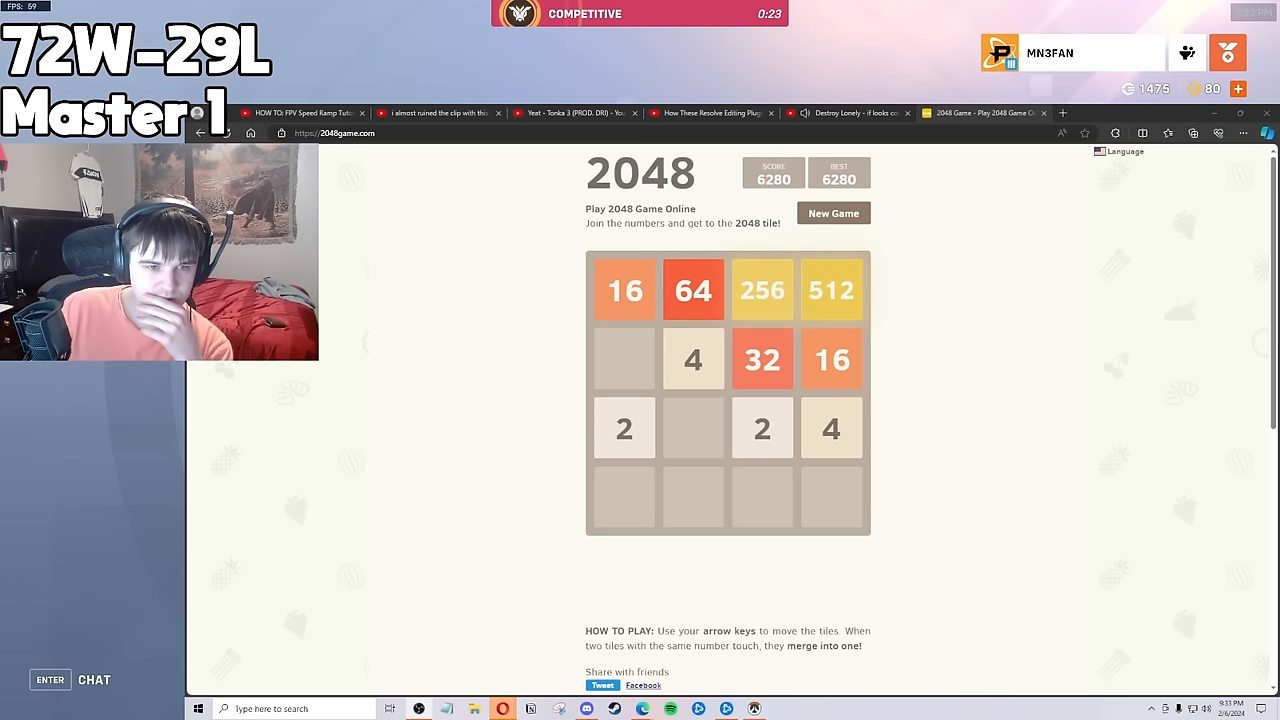 FPS: 59
COMPETITIVE
0:23
9:33 PM
72W-29L
Master 1
MN3FAN
1475
80
HOW TO: FPV Speed Ramp Tuto
i almost ruined the clip with this
Yeat - Tonka 3 (PROD. DRJ) - You
How These Resolve Editing Plug
Destroy Lonely - if looks co
2048 Game - Play 2048 Game O
https://2048game.com
Language
2048
SCORE
6280
BEST
6280
Play 2048 Game Online
Join the numbers and get to the 2048 tile!
New Game
16 64 256 512
4 32 16
2 2 4
HOW TO PLAY: Use your arrow keys to move the tiles. When
two tiles with the same number touch, they merge into one!
Share with friends
Tweet
Facebook
ENTER
CHAT
Type here to search
9:33 PM
2/6/2024